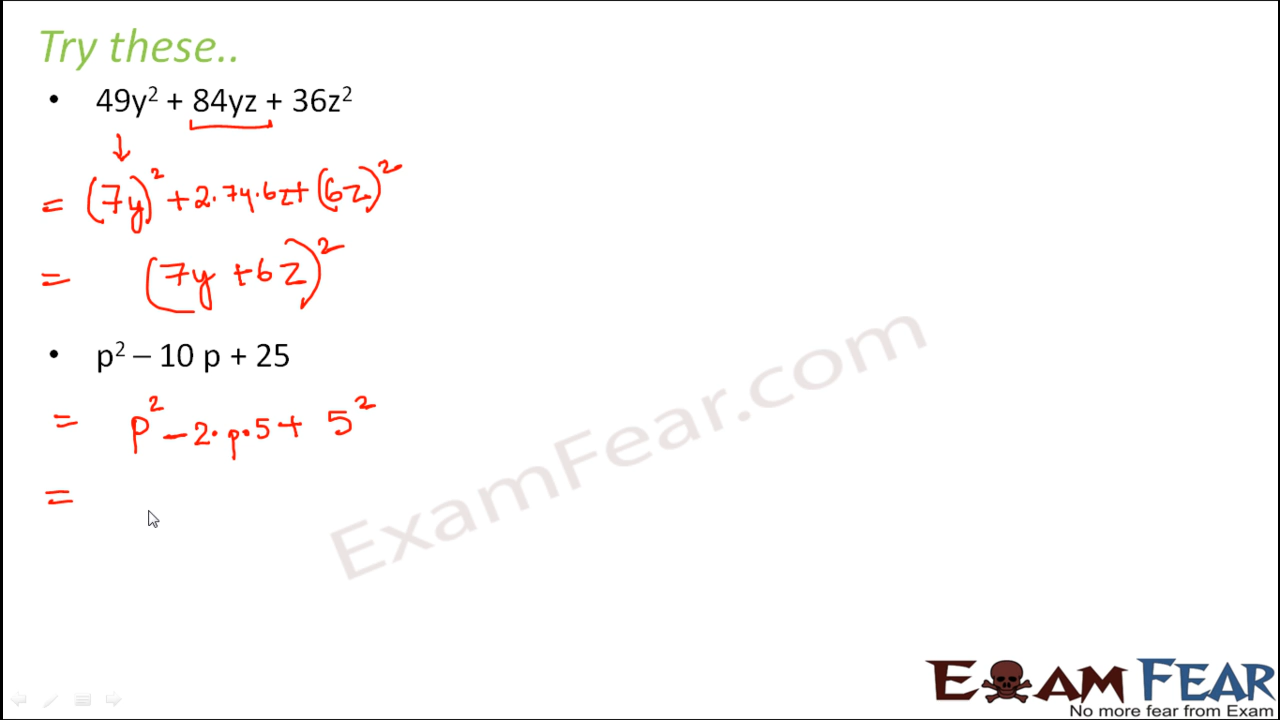 Try these..
• 49y² + 84yz + 36z²
= (7y)² + 2·7y·6z + (6z)²
= (7y + 6z)²
• p² – 10 p + 25
= p² – 2·p·5 + 5²
=
ExamFear.com
EXAM FEAR
No more fear from Exam